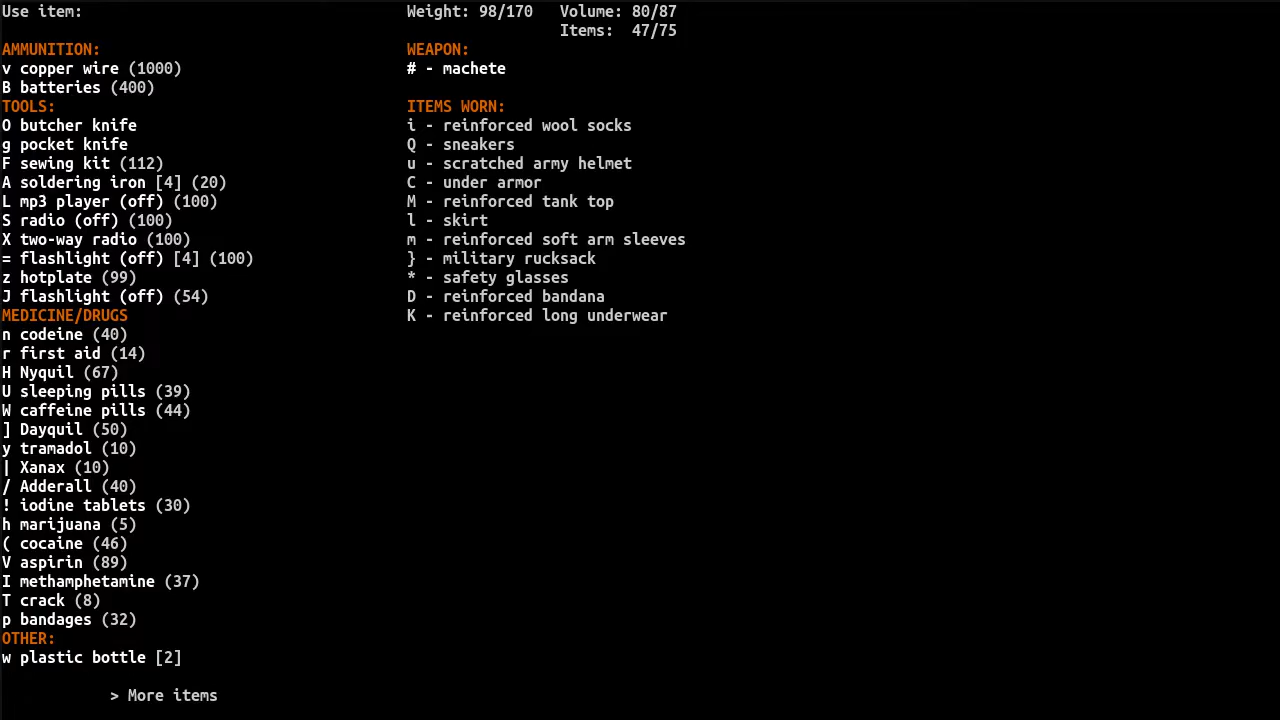 Use item: Weight: 98/170 Volume: 80/87
Items: 47/75
AMMUNITION: WEAPON:
v copper wire (1000) # - machete
B batteries (400)
TOOLS: ITEMS WORN:
O butcher knife i - reinforced wool socks
g pocket knife Q - sneakers
F sewing kit (112) u - scratched army helmet
A soldering iron [4] (20) C - under armor
L mp3 player (off) (100) M - reinforced tank top
S radio (off) (100) l - skirt
X two-way radio (100) m - reinforced soft arm sleeves
= flashlight (off) [4] (100) } - military rucksack
z hotplate (99) * - safety glasses
J flashlight (off) (54) D - reinforced bandana
MEDICINE/DRUGS K - reinforced long underwear
n codeine (40)
r first aid (14)
H Nyquil (67)
U sleeping pills (39)
W caffeine pills (44)
] Dayquil (50)
y tramadol (10)
| Xanax (10)
/ Adderall (40)
! iodine tablets (30)
h marijuana (5)
( cocaine (46)
V aspirin (89)
I methamphetamine (37)
T crack (8)
p bandages (32)
OTHER:
w plastic bottle [2]
> More items